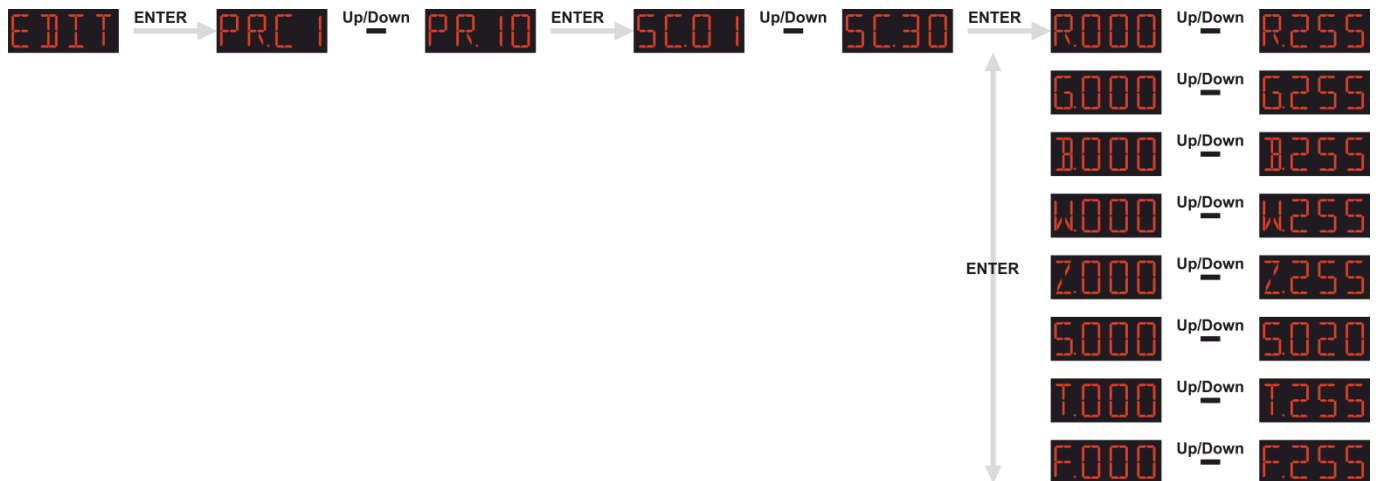 EDIT ENTER PR.C1 Up/Down PR.10 ENTER SC.01 Up/Down SC.30 ENTER R.000 Up/Down R.255
G.000 Up/Down G.255
B.000 Up/Down B.255
W.000 Up/Down W.255
ENTER Z.000 Up/Down Z.255
S.000 Up/Down S.020
T.000 Up/Down T.255
F.000 Up/Down F.255